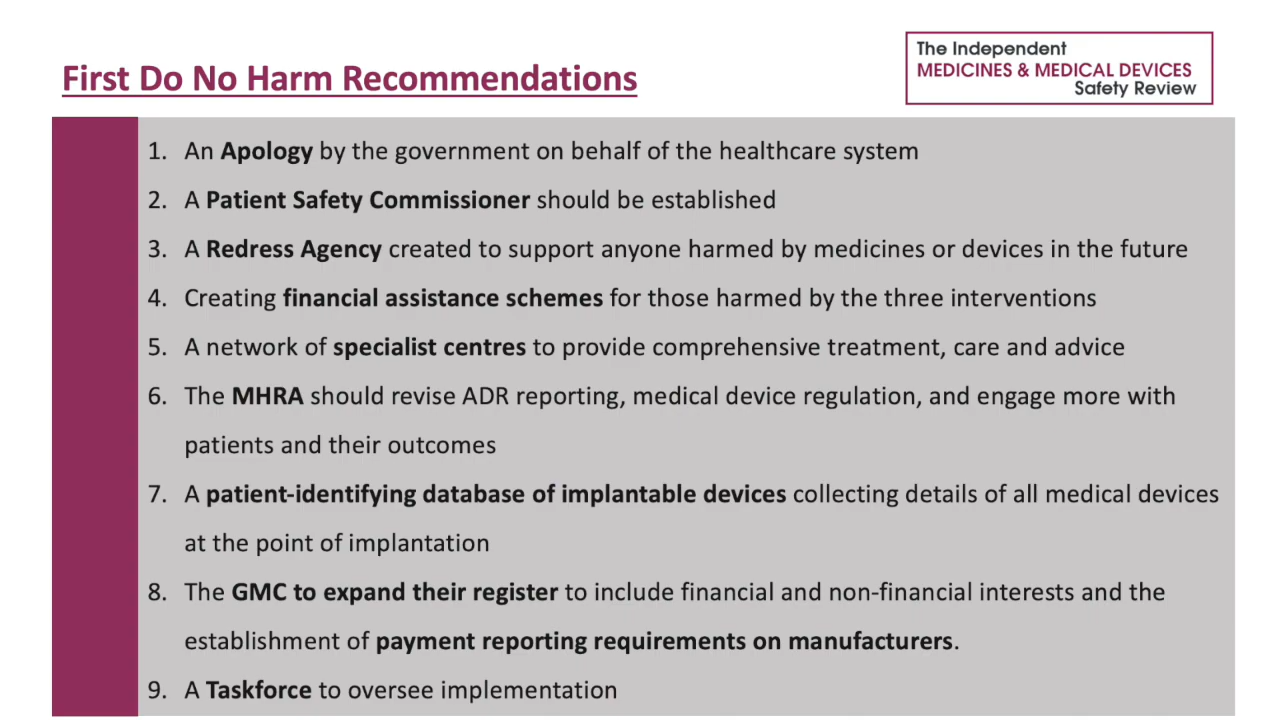 First Do No Harm Recommendations
The Independent
MEDICINES & MEDICAL DEVICES
Safety Review
1. An Apology by the government on behalf of the healthcare system
2. A Patient Safety Commissioner should be established
3. A Redress Agency created to support anyone harmed by medicines or devices in the future
4. Creating financial assistance schemes for those harmed by the three interventions
5. A network of specialist centres to provide comprehensive treatment, care and advice
6. The MHRA should revise ADR reporting, medical device regulation, and engage more with
patients and their outcomes
7. A patient-identifying database of implantable devices collecting details of all medical devices
at the point of implantation
8. The GMC to expand their register to include financial and non-financial interests and the
establishment of payment reporting requirements on manufacturers.
9. A Taskforce to oversee implementation